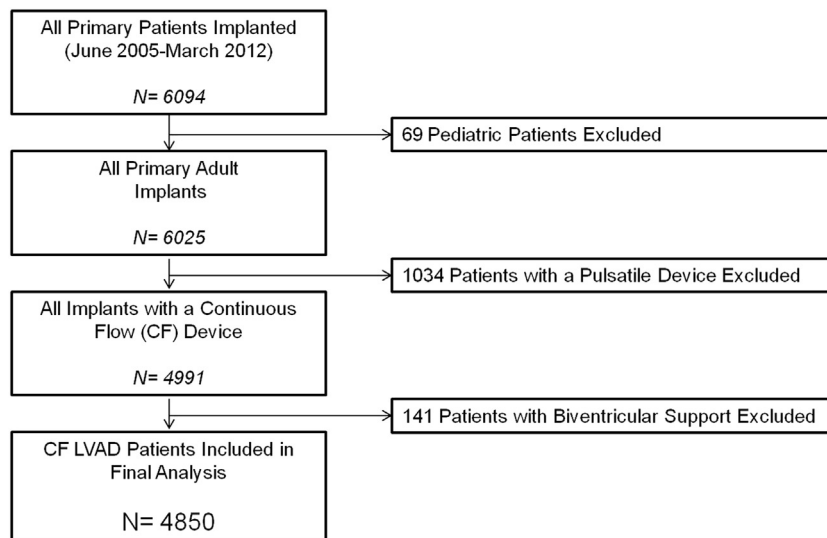 All Primary Patients Implanted
(June 2005-March 2012)
N= 6094
69 Pediatric Patients Excluded
All Primary Adult
Implants
N= 6025
1034 Patients with a Pulsatile Device Excluded
All Implants with a Continuous
Flow (CF) Device
N= 4991
141 Patients with Biventricular Support Excluded
CF LVAD Patients Included in
Final Analysis
N= 4850